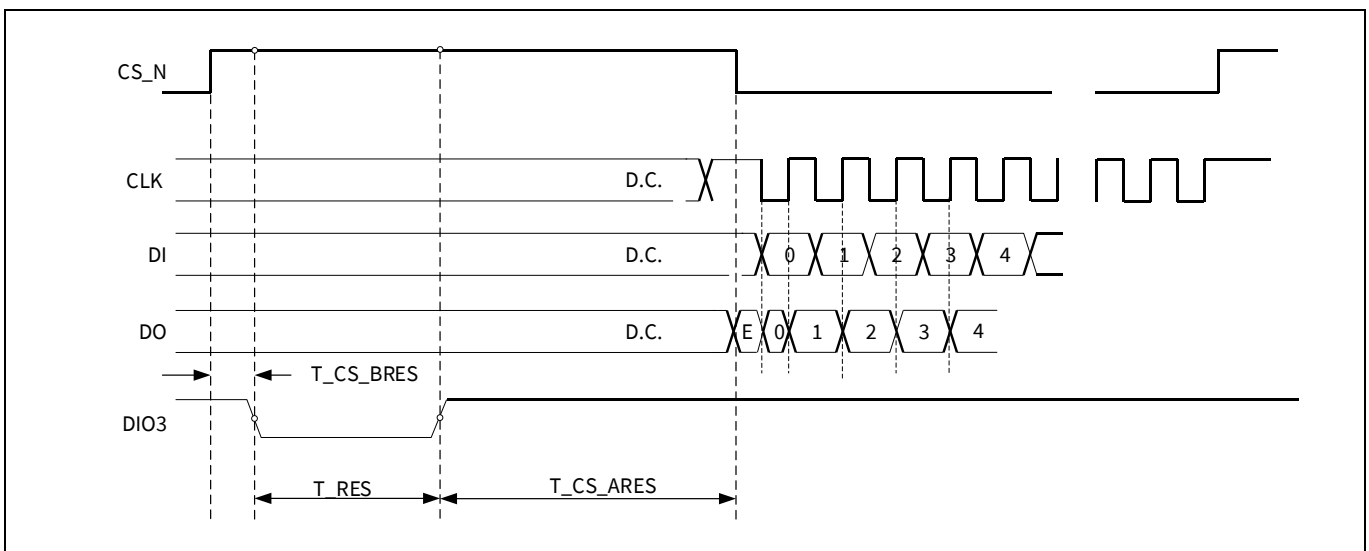 CS_N
CLK D.C.
DI D.C. 0 1 2 3 4
DO D.C. E 0 1 2 3 4
T_CS_BRES
DIO3
T_RES T_CS_ARES